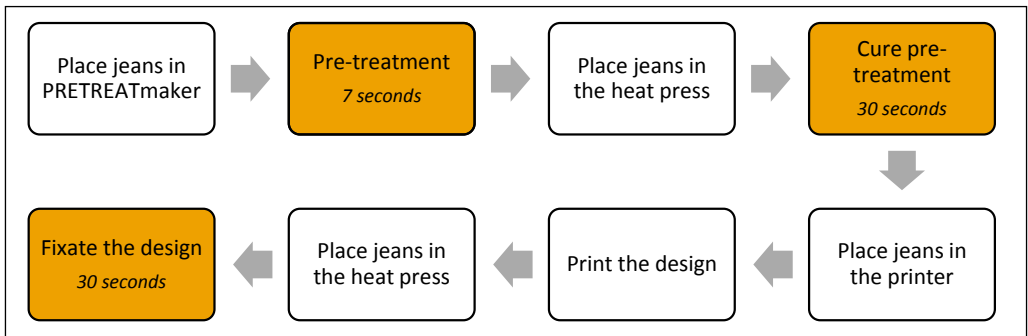 Place jeans in
PRETREATmaker
Pre-treatment
7 seconds
Place jeans in
the heat press
Cure pre-
treatment
30 seconds
Place jeans in
the printer
Print the design
Place jeans in
the heat press
Fixate the design
30 seconds